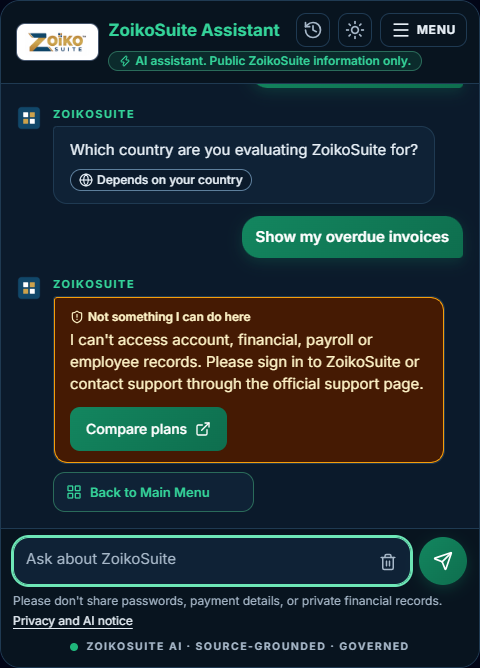 ZOiKO™
SUITE
ZoikoSuite Assistant
MENU
AI assistant. Public ZoikoSuite information only.
ZOIKOSUITE
Which country are you evaluating ZoikoSuite for?
Depends on your country
Show my overdue invoices
ZOIKOSUITE
Not something I can do here
I can't access account, financial, payroll or
employee records. Please sign in to ZoikoSuite or
contact support through the official support page.
Compare plans
Back to Main Menu
Ask about ZoikoSuite
Please don't share passwords, payment details, or private financial records.
Privacy and AI notice
ZOIKOSUITE AI · SOURCE-GROUNDED · GOVERNED